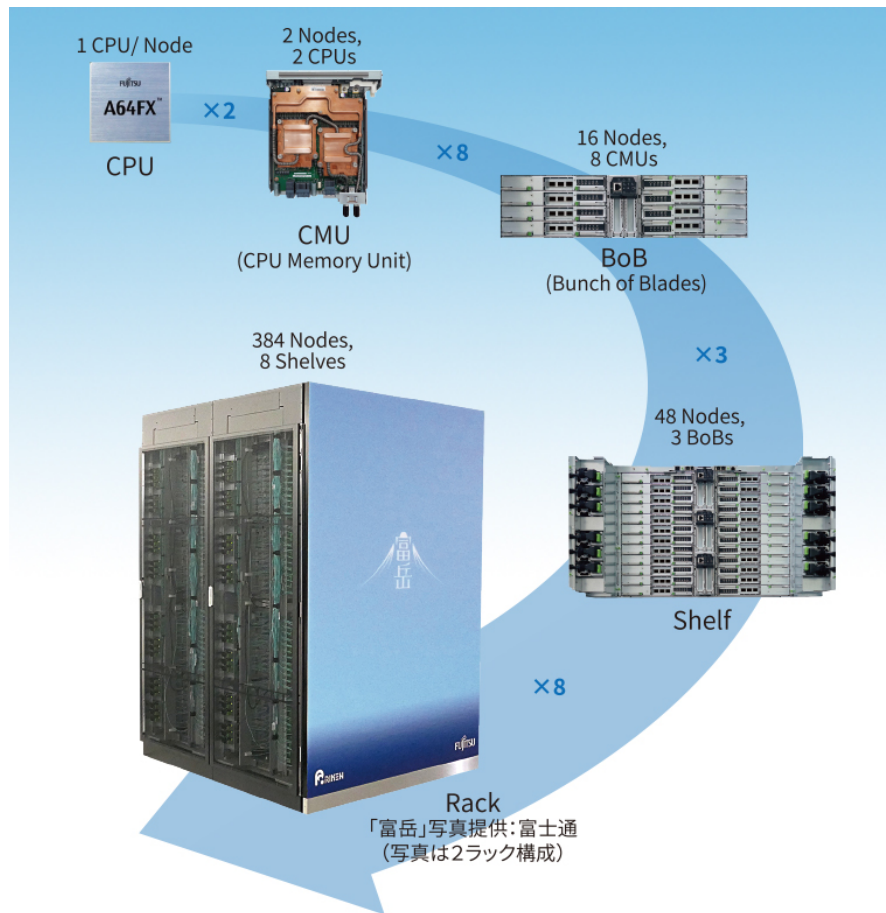 1 CPU/ Node
FUJITSU
A64FX™
CPU
×2
2 Nodes,
2 CPUs
CMU
(CPU Memory Unit)
×8
16 Nodes,
8 CMUs
BoB
(Bunch of Blades)
×3
48 Nodes,
3 BoBs
Shelf
×8
384 Nodes,
8 Shelves
富岳
RIKEN
FUJITSU
Rack
「富岳」写真提供：富士通
（写真は２ラック構成）